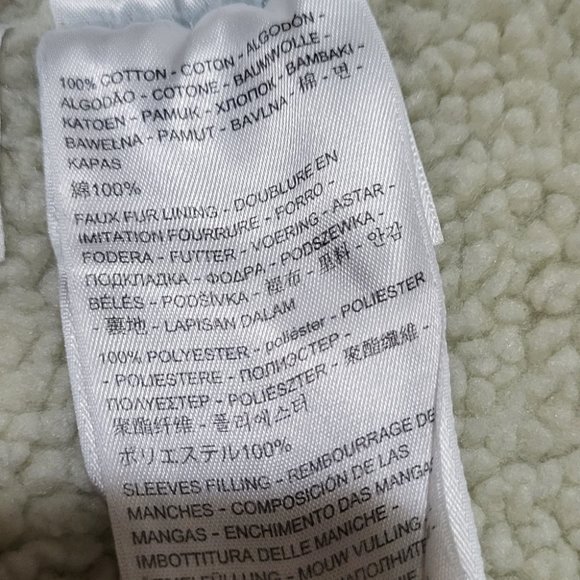 100% COTTON - COTON - ALGODÓN -
ALGODÃO - COTONE - BAUMWOLLE -
KATOEN - PAMUK - ХЛОПОК - BAMBAKI -
BAWEŁNA - PAMUT - BAVLNA - 棉 - 면 -
KAPAS
綿100%
FAUX FUR LINING - DOUBLURE EN
IMITATION FOURRURE - FORRO -
FODERA - FUTTER - VOERING - ASTAR -
ПОДКЛАДКА - ΦΟΔΡΑ - PODSZEWKA -
BÉLÉS - PODŠÍVKA - 裡布 - 里料 - 안감
- 裏地 - LAPISAN DALAM
100% POLYESTER - poliéster - POLIESTER
- POLIESTERE - ПОЛИЭСТЕР -
ΠΟΛΥΕΣΤΕΡ - POLIÉSZTER - 聚酯纖維 -
聚酯纤维 - 폴리에스터
ポリエステル100%
SLEEVES FILLING - REMBOURRAGE DE
MANCHES - COMPOSICIÓN DE LAS
MANGAS - ENCHIMENTO DAS MANGAS
IMBOTTITURA DELLE MANICHE -
- MOUW VULLING -